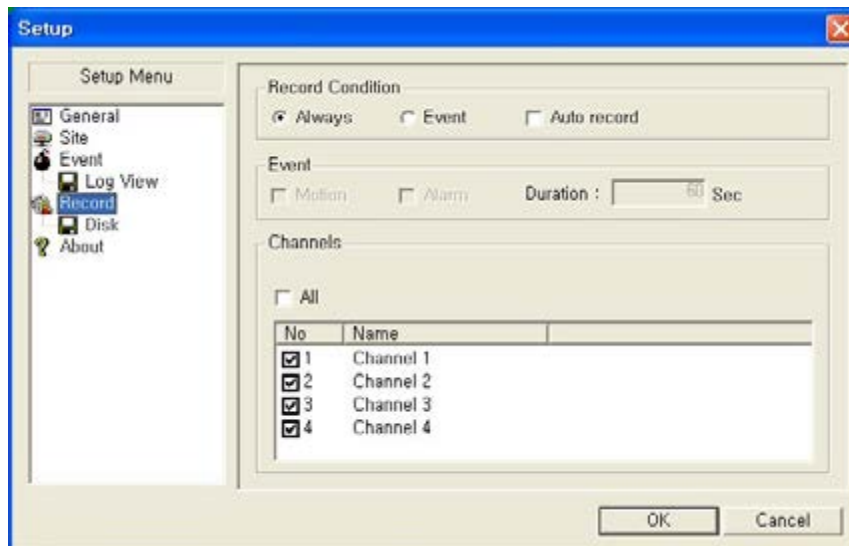 Setup
Setup Menu
General
Site
Event
Log View
Record
Disk
About
Record Condition
Always Event Auto record
Event
Motion Alarm Duration : 60 Sec
Channels
All
No Name
1 Channel 1
2 Channel 2
3 Channel 3
4 Channel 4
OK Cancel